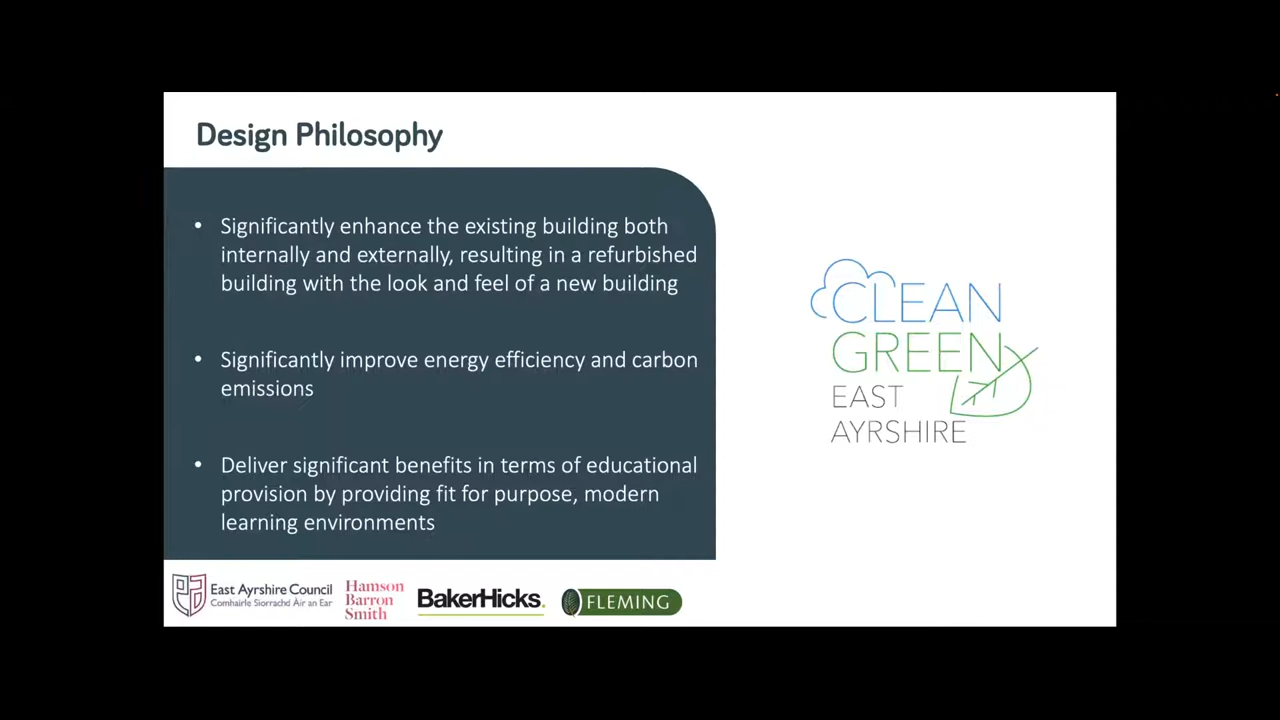 Design Philosophy
• Significantly enhance the existing building both
internally and externally, resulting in a refurbished
building with the look and feel of a new building
• Significantly improve energy efficiency and carbon
emissions
• Deliver significant benefits in terms of educational
provision by providing fit for purpose, modern
learning environments
CLEAN
GREEN
EAST
AYRSHIRE
East Ayrshire Council
Comhairle Siorrachd Àir an Ear
Hamson
Barron
Smith
BakerHicks.
FLEMING